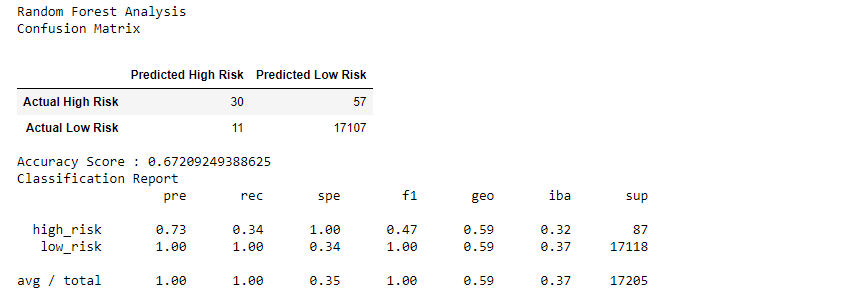 Random Forest Analysis
Confusion Matrix
Predicted High Risk Predicted Low Risk
Actual High Risk 30 57
Actual Low Risk 11 17107
Accuracy Score : 0.67209249388625
Classification Report
pre rec spe f1 geo iba sup
high_risk 0.73 0.34 1.00 0.47 0.59 0.32 87
low_risk 1.00 1.00 0.34 1.00 0.59 0.37 17118
avg / total 1.00 1.00 0.35 1.00 0.59 0.37 17205